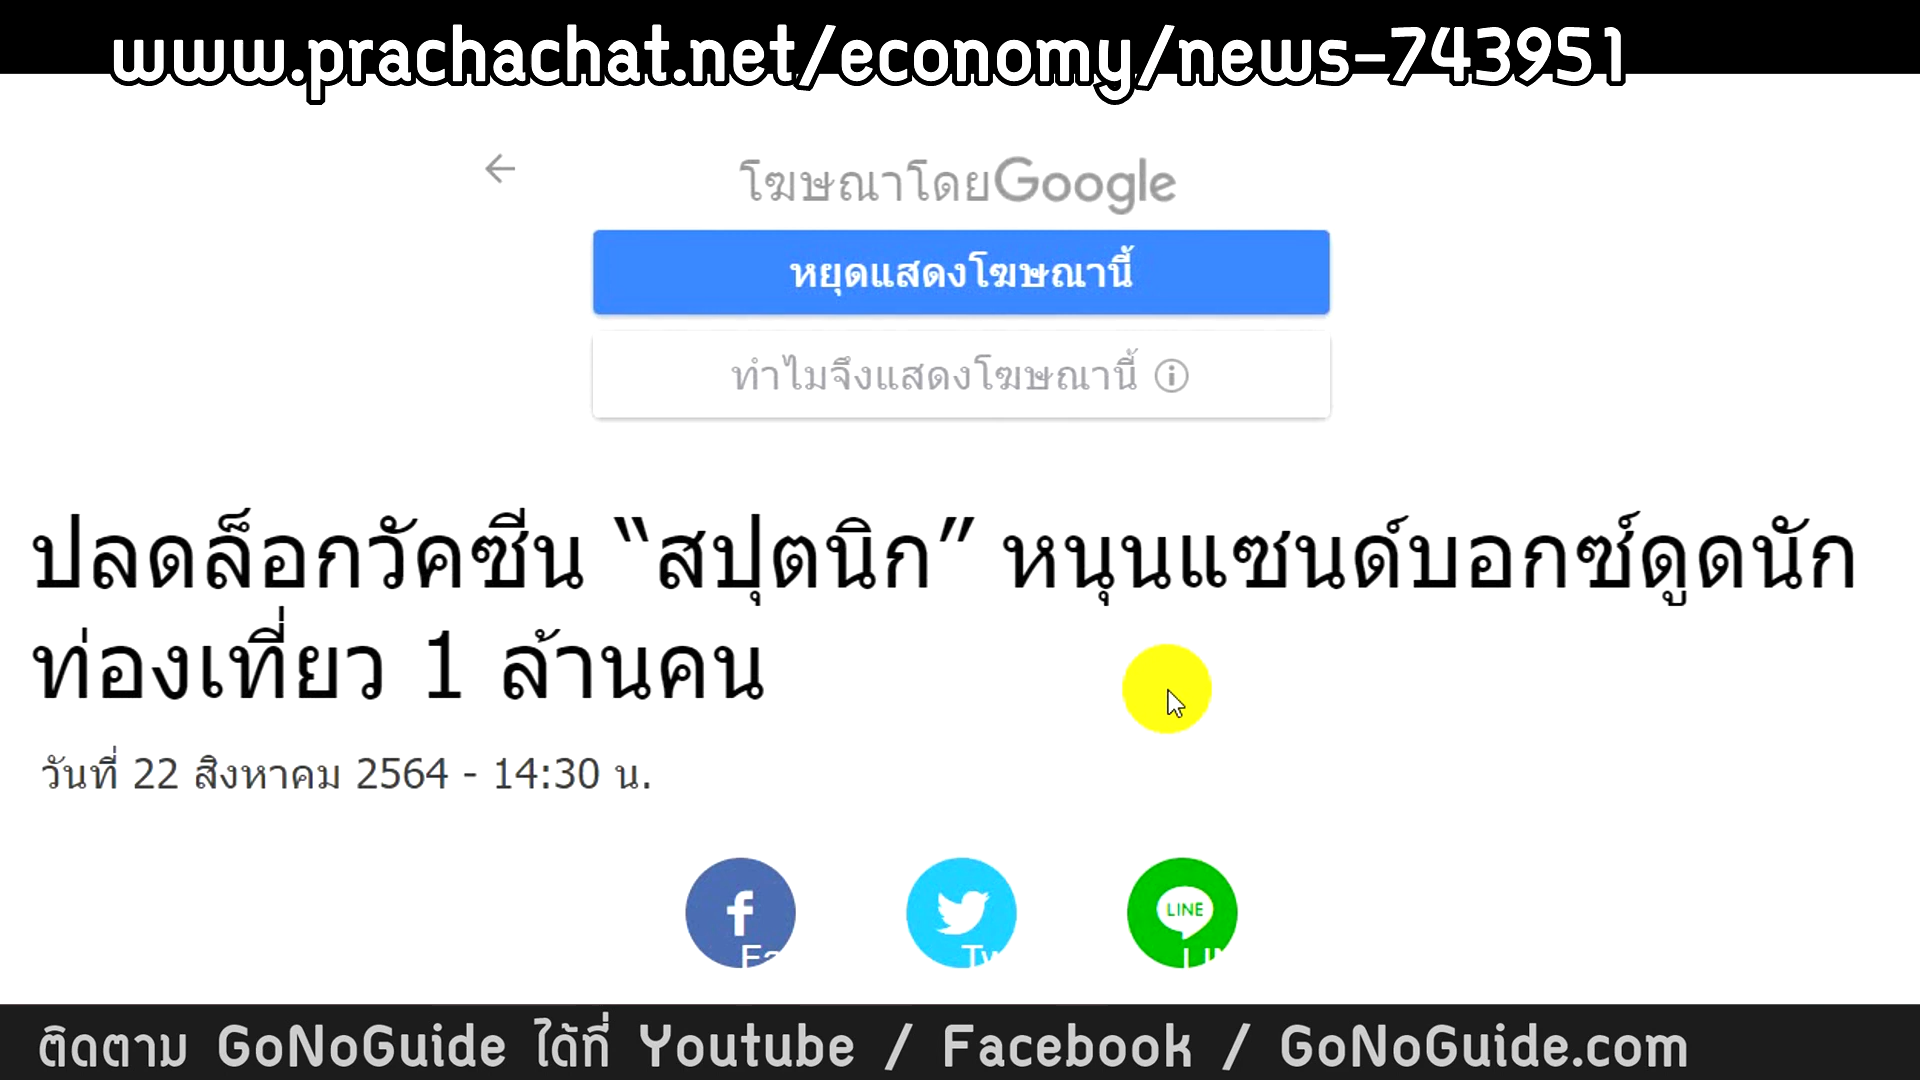 www.prachachat.net/economy/news-743951
โฆษณาโดยGoogle
หยุดแสดงโฆษณานี้
ทำไมจึงแสดงโฆษณานี้
ปลดล็อกวัคซีน “สปุตนิก” หนุนแซนด์บอกซ์ดูดนัก
ท่องเที่ยว 1 ล้านคน
วันที่ 22 สิงหาคม 2564 - 14:30 น.
LINE
ติดตาม GoNoGuide ได้ที่ Youtube / Facebook / GoNoGuide.com